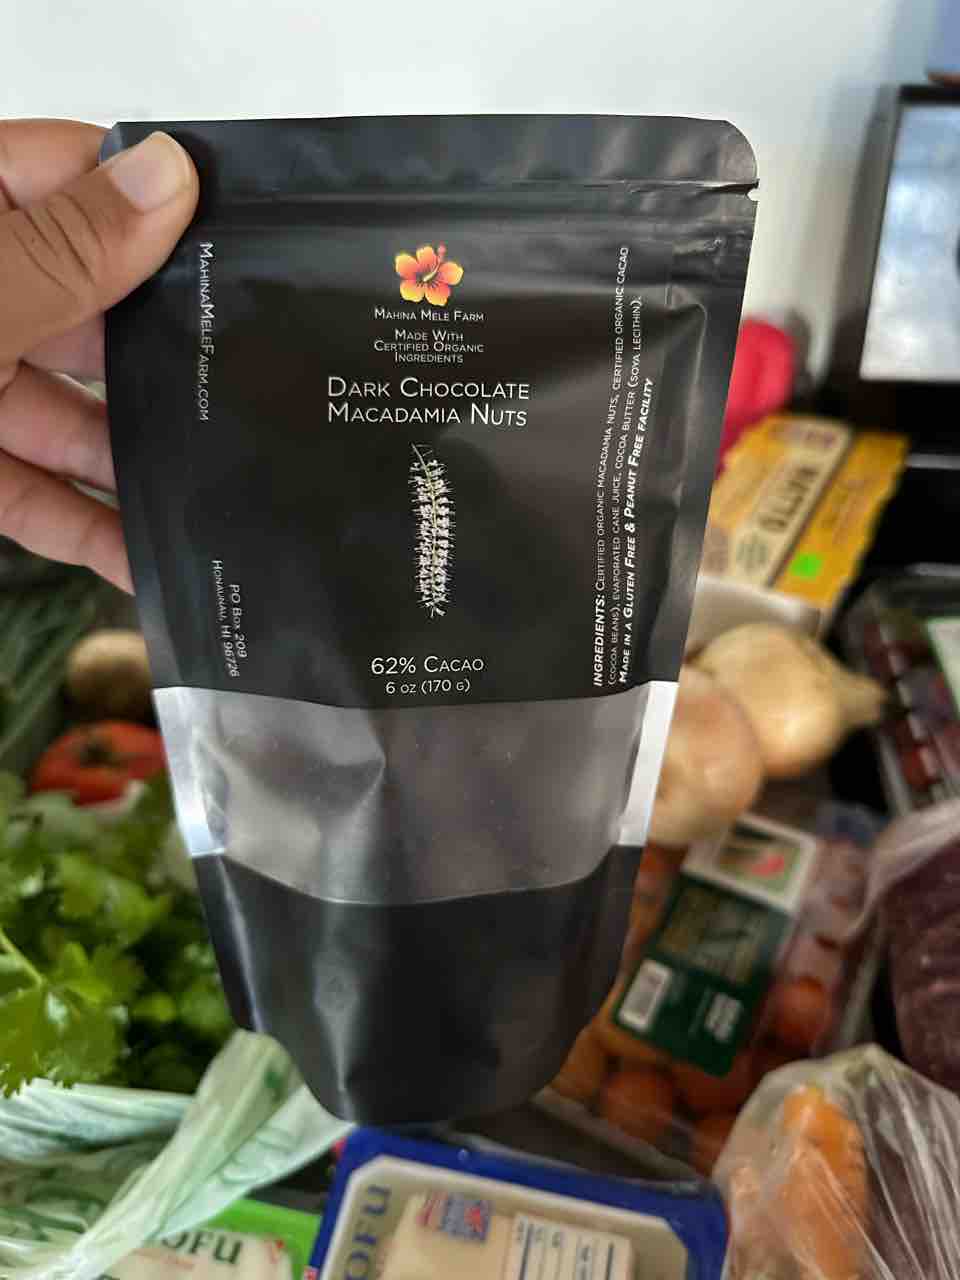 Mahina Mele Farm
Made With
Certified Organic
Ingredients
Dark Chocolate
Macadamia Nuts
62% Cacao
6 oz (170 g)
MahinaMeleFarm.com
PO Box 209
Honaunau, HI 96726
INGREDIENTS: Certified organic macadamia nuts, certified organic cacao
(cocoa beans), evaporated cane juice, cocoa butter (soya lecithin).
Made in a Gluten Free & Peanut Free facility
OFU
OFU